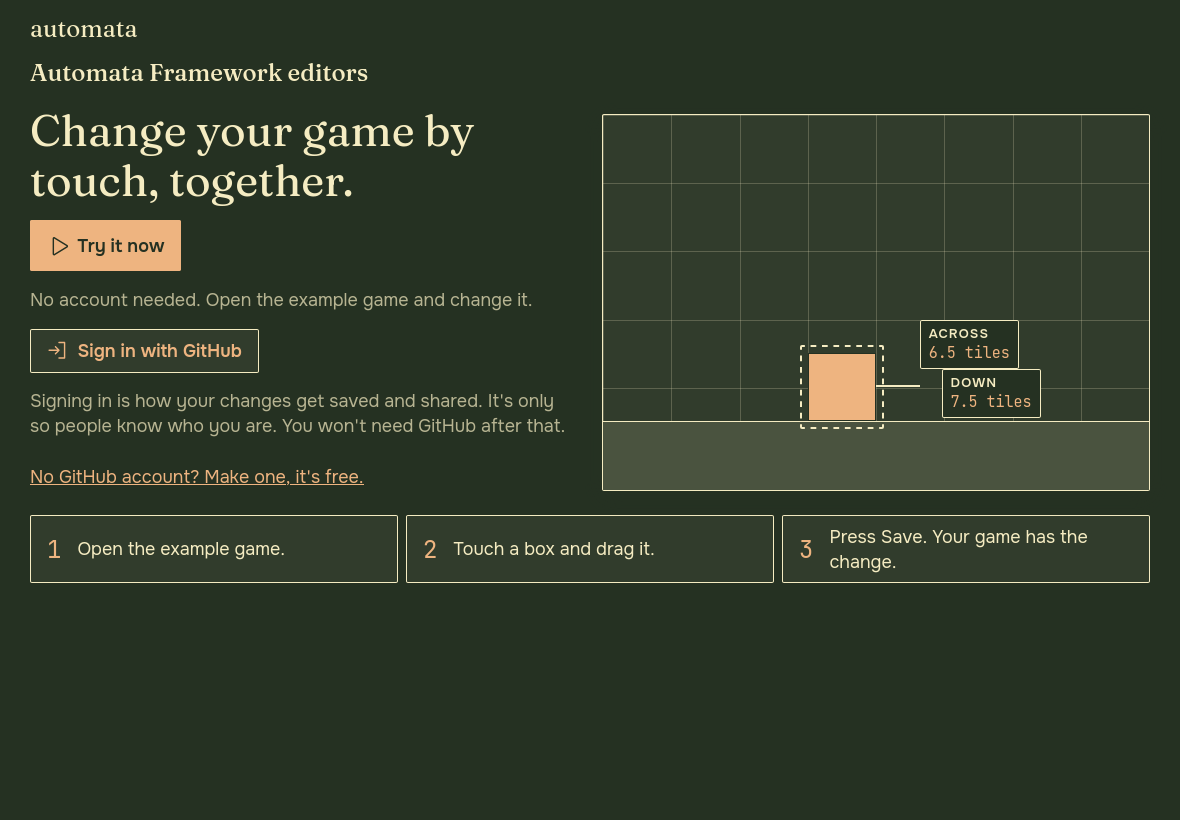 automata
Automata Framework editors
Change your game by
touch, together.
Try it now
No account needed. Open the example game and change it.
Sign in with GitHub
Signing in is how your changes get saved and shared. It's only
so people know who you are. You won't need GitHub after that.
No GitHub account? Make one, it's free.
ACROSS
6.5 tiles
DOWN
7.5 tiles
1 Open the example game.
2 Touch a box and drag it.
3 Press Save. Your game has the
change.